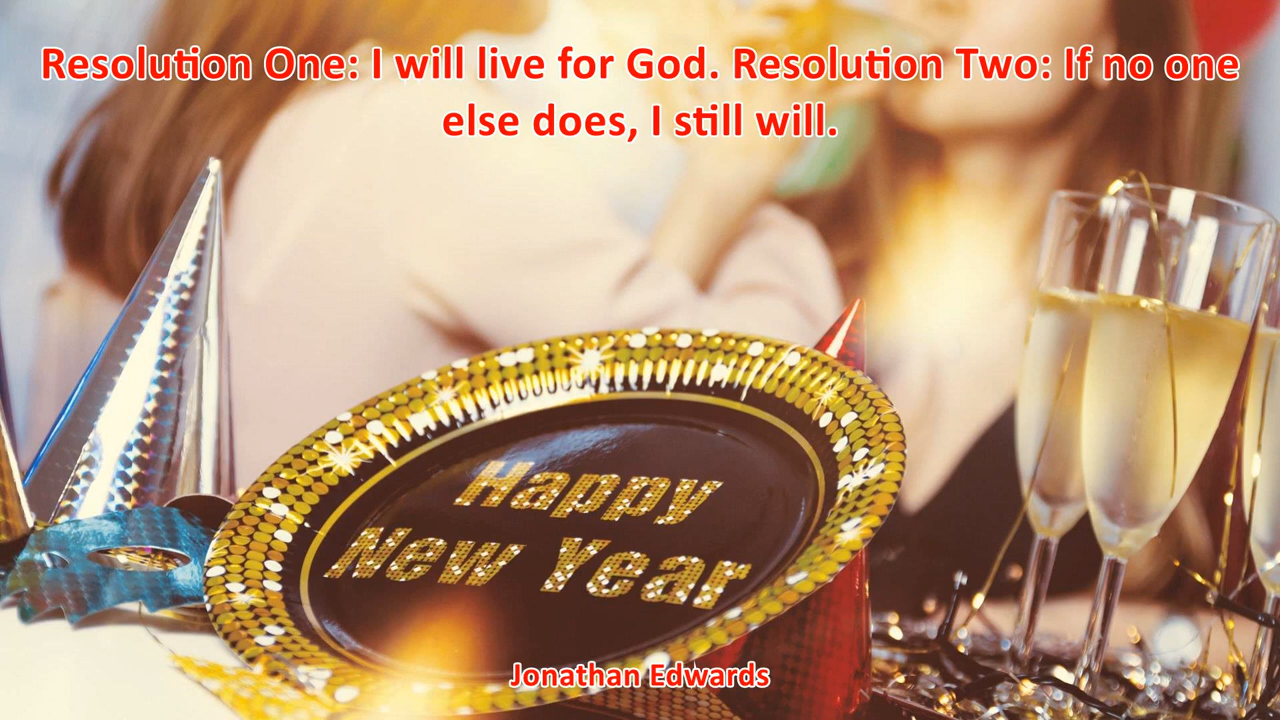 Resolution One: I will live for God. Resolution Two: If no one
else does, I still will.
Happy
New Year
Jonathan Edwards